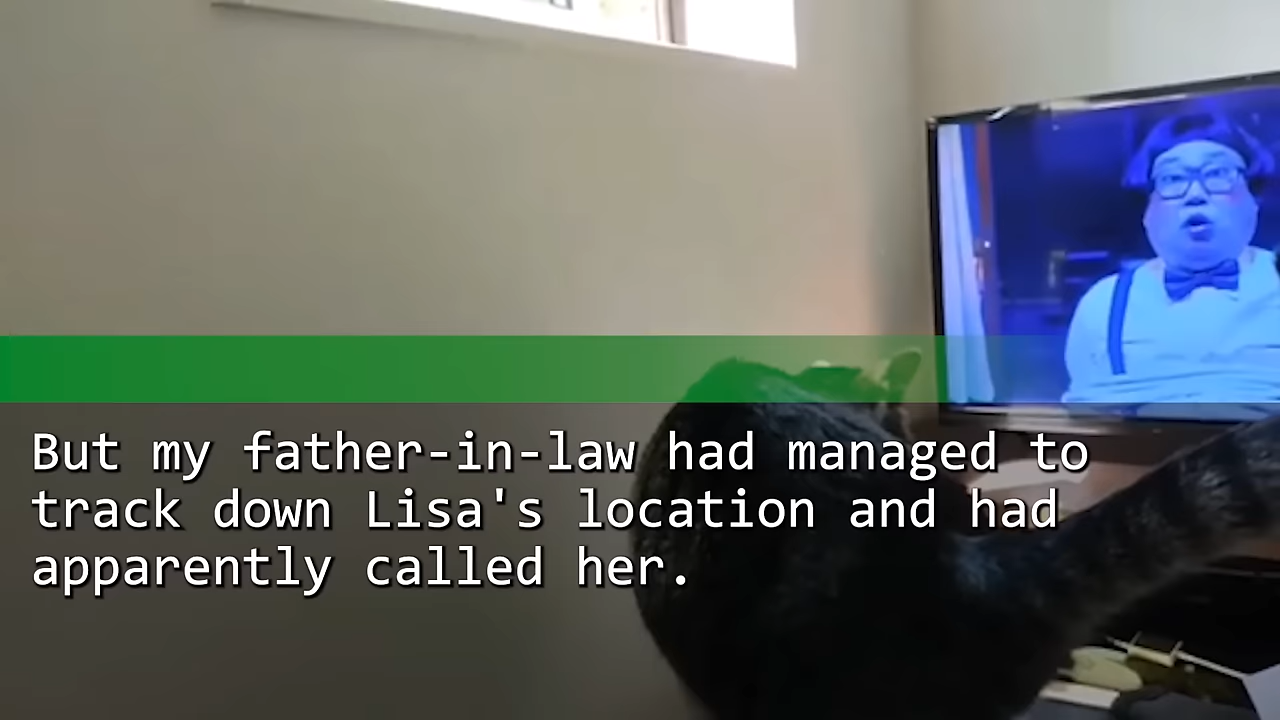 But my father-in-law had managed to
track down Lisa's location and had
apparently called her.